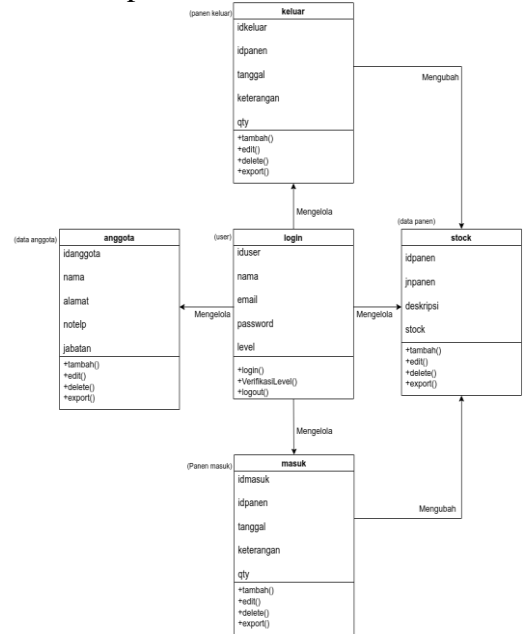 (panen keluar)
keluar
idkeluar
idpanen
tanggal
keterangan
qty
+tambah()
+edit()
+delete()
+export()
Mengubah
Mengelola
(data anggota)
anggota
idanggota
nama
alamat
notelp
jabatan
+tambah()
+edit()
+delete()
+export()
Mengelola
(user)
login
iduser
nama
email
password
level
+login()
+VerifikasiLevel()
+logout()
Mengelola
(data panen)
stock
idpanen
jnpanen
deskripsi
stock
+tambah()
+edit()
+delete()
+export()
Mengelola
(Panen masuk)
masuk
idmasuk
idpanen
tanggal
keterangan
qty
+tambah()
+edit()
+delete()
+export()
Mengubah